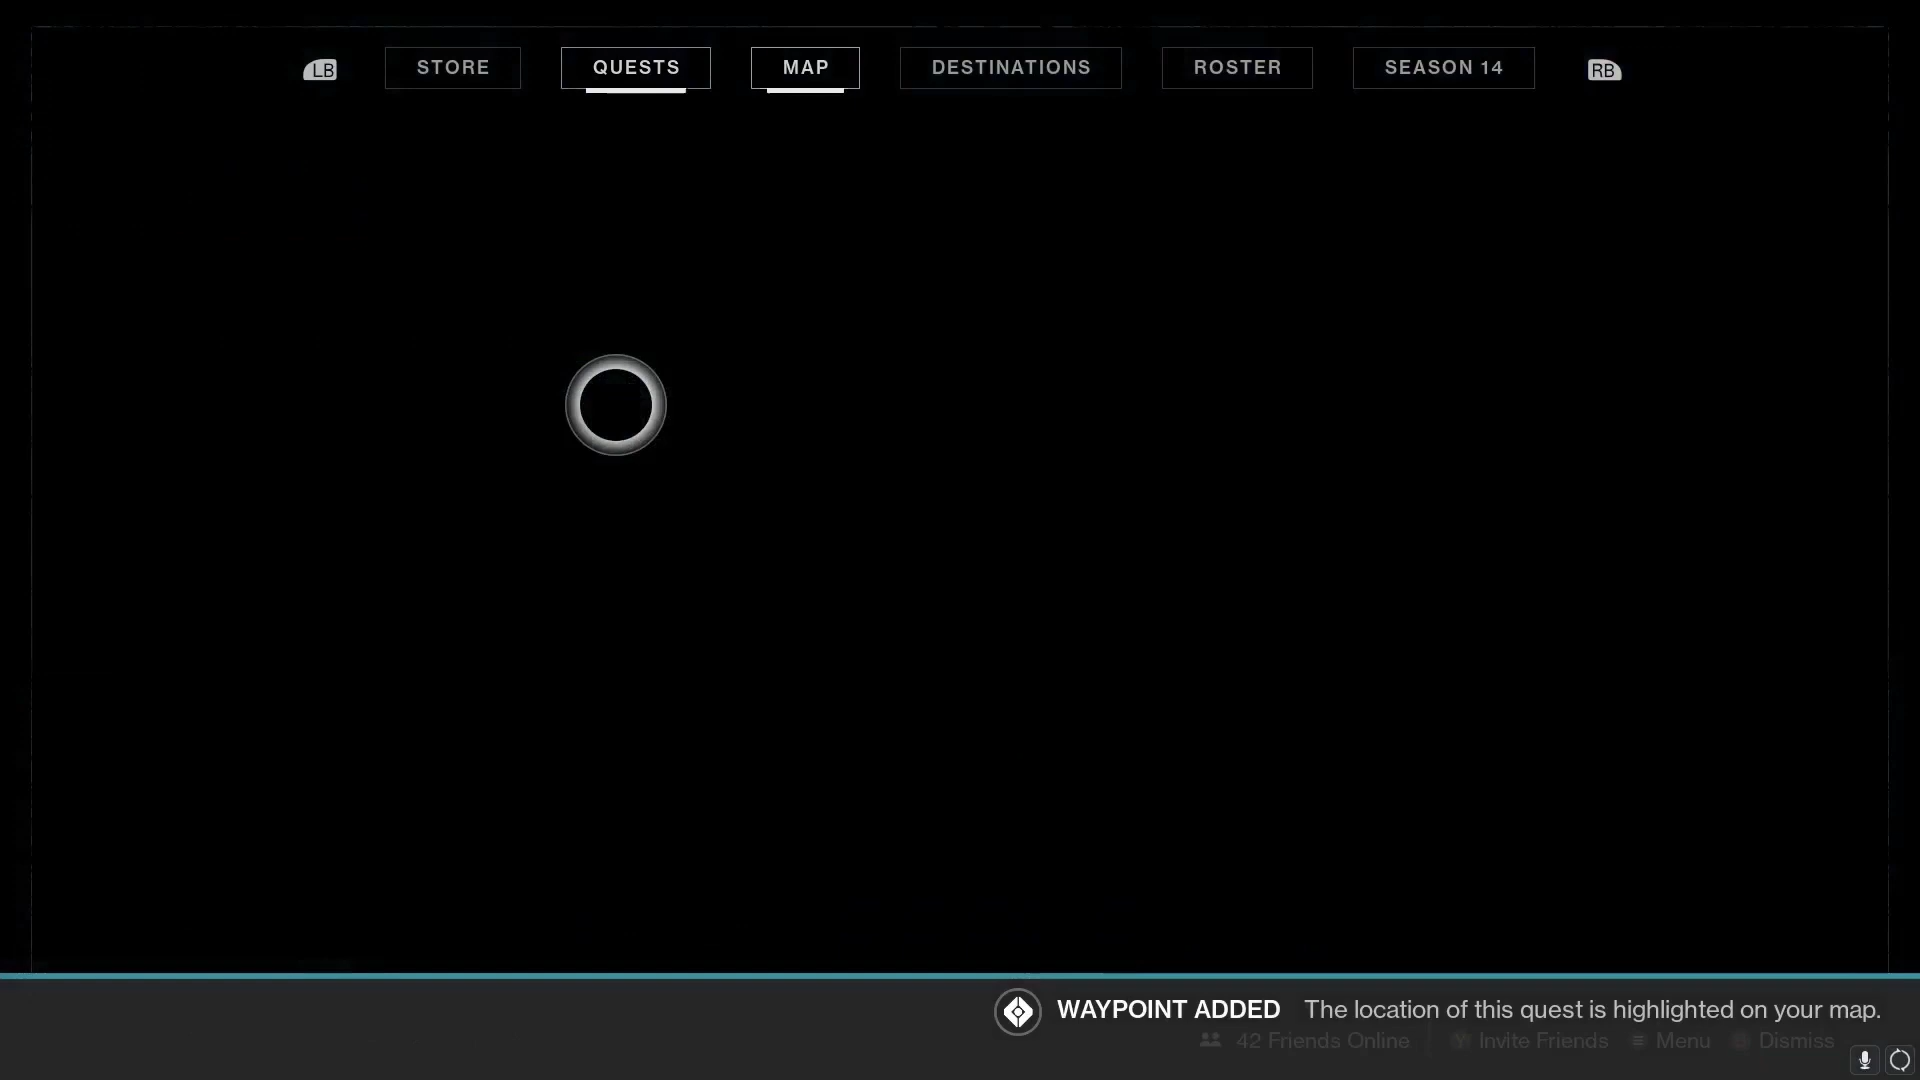 LB STORE QUESTS MAP DESTINATIONS ROSTER SEASON 14 RB
WAYPOINT ADDED The location of this quest is highlighted on your map.
42 Friends Online Y Invite Friends Menu Dismiss